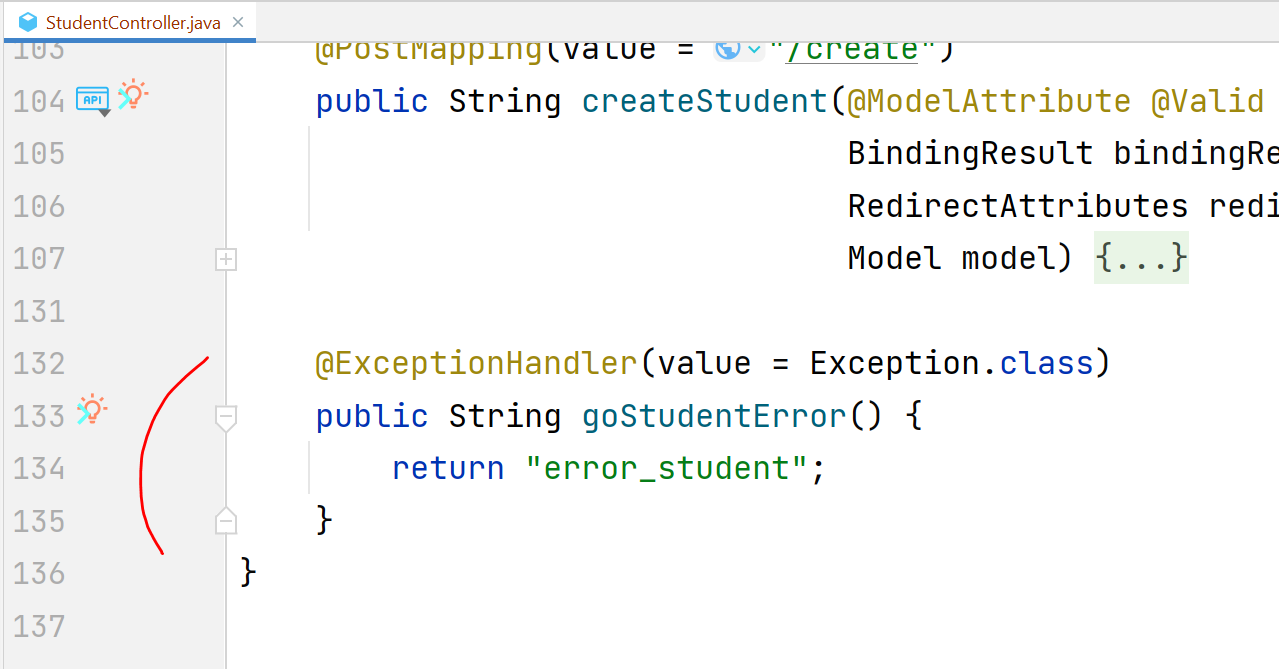 StudentController.java
103 @PostMapping(value = "/create")
104 API public String createStudent(@ModelAttribute @Valid
105 BindingResult bindingRe
106 RedirectAttributes redi
107 Model model) {...}
131
132 @ExceptionHandler(value = Exception.class)
133 public String goStudentError() {
134 return "error_student";
135 }
136 }
137